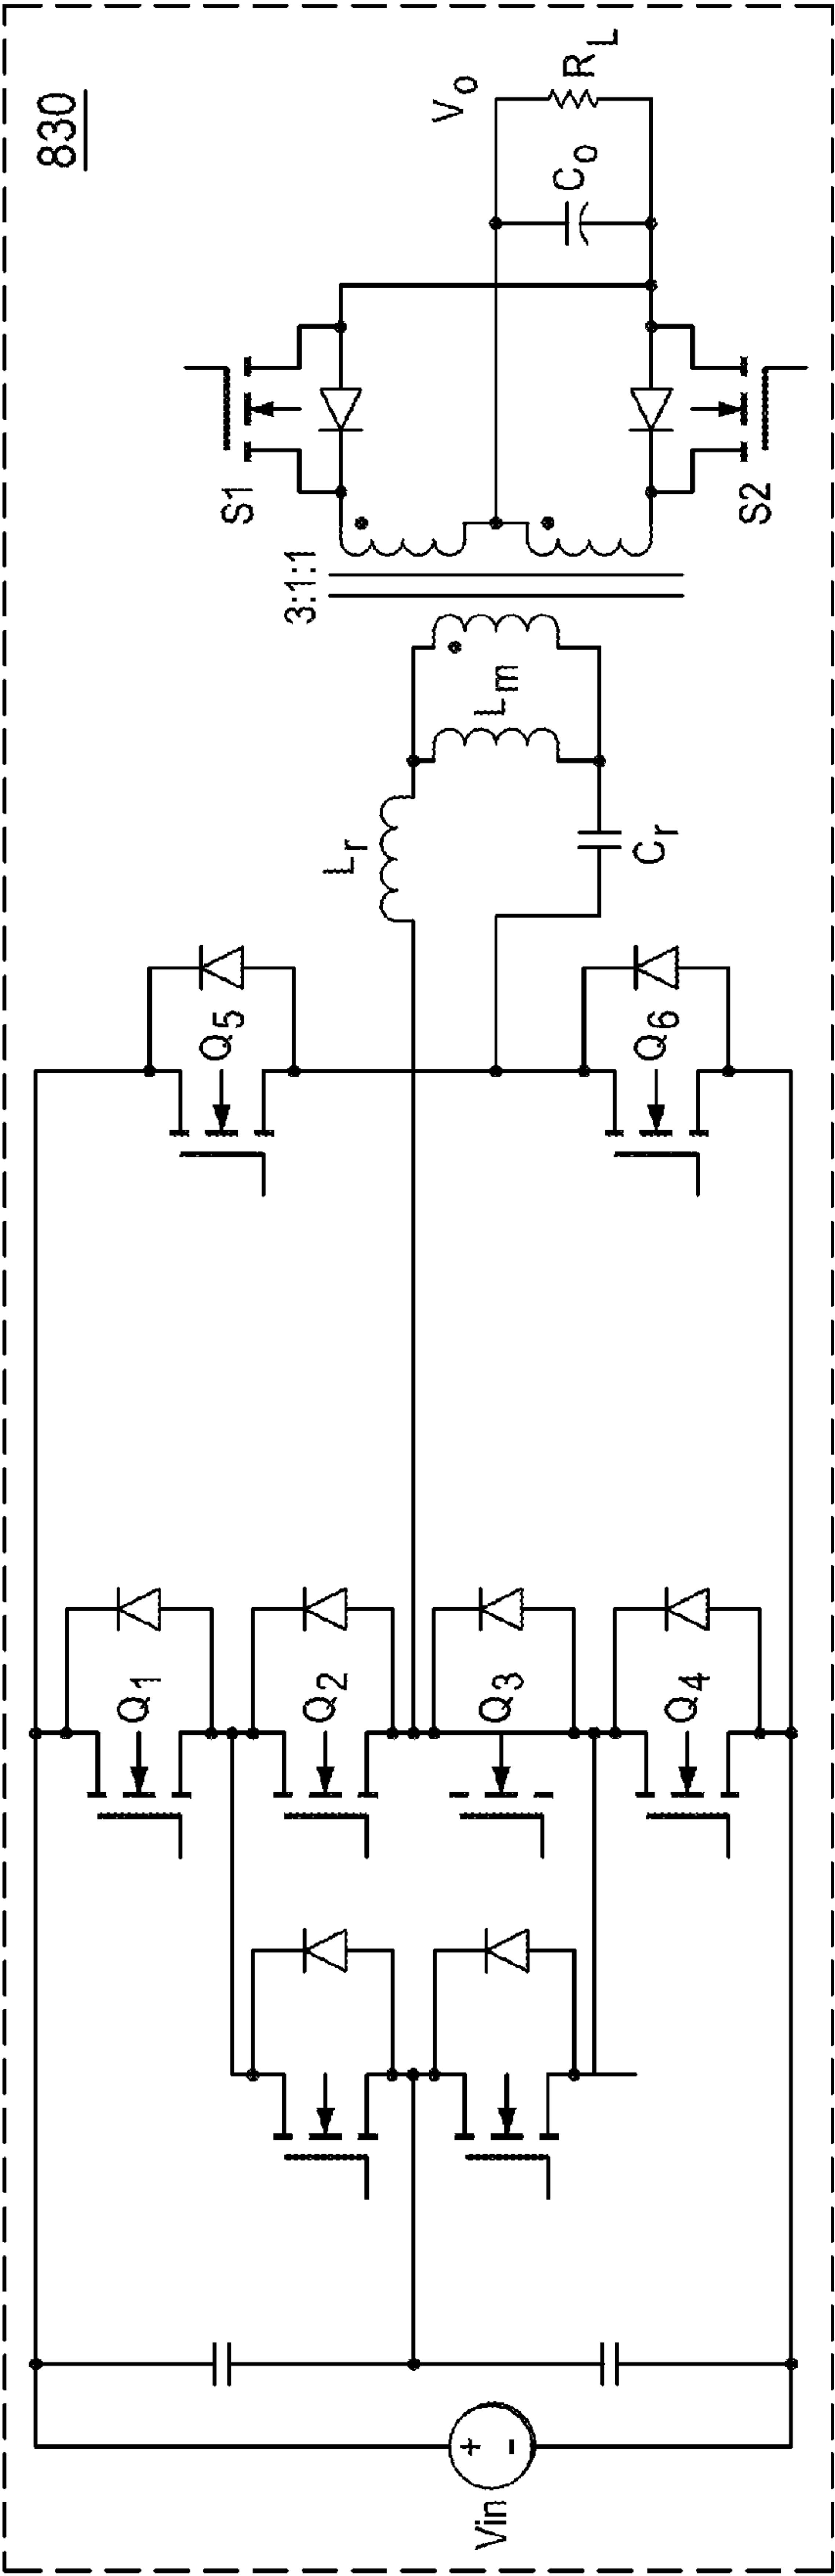 830
Vin
+
-
Q1
Q2
Q3
Q4
Q5
Q6
Lr
Cr
Lm
3:1:1
S1
S2
Vo
Co
RL